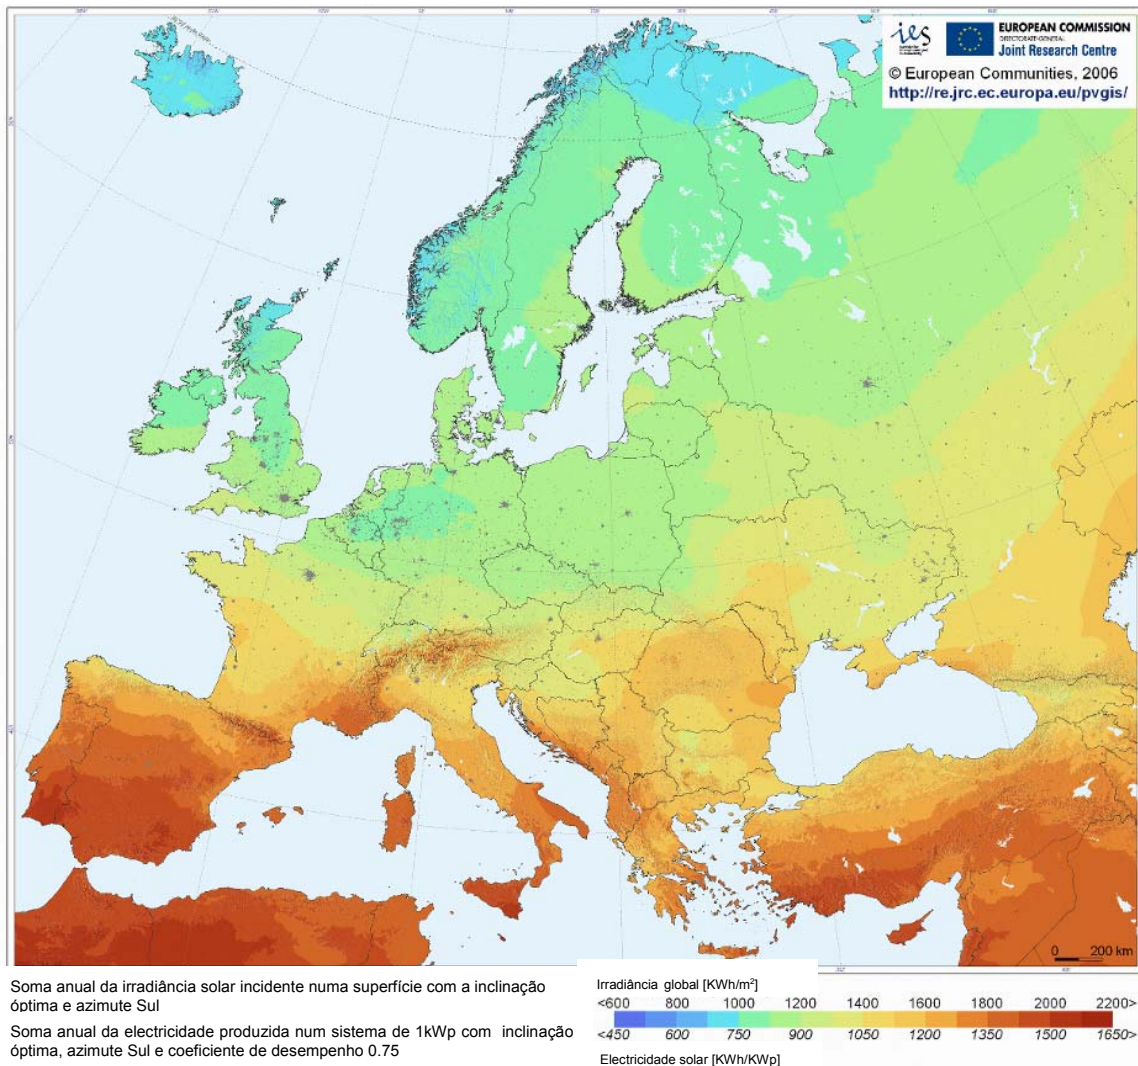 ies
EUROPEAN COMMISSION
DIRECTORATE-GENERAL
Joint Research Centre
© European Communities, 2006
http://re.jrc.ec.europa.eu/pvgis/
0 200 km
Soma anual da irradiância solar incidente numa superfície com a inclinação
óptima e azimute Sul
Soma anual da electricidade produzida num sistema de 1kWp com inclinação
óptima, azimute Sul e coeficiente de desempenho 0.75
Irradiância global [KWh/m²]
<600 800 1000 1200 1400 1600 1800 2000 2200>
<450 600 750 900 1050 1200 1350 1500 1650>
Electricidade solar [KWh/KWp]